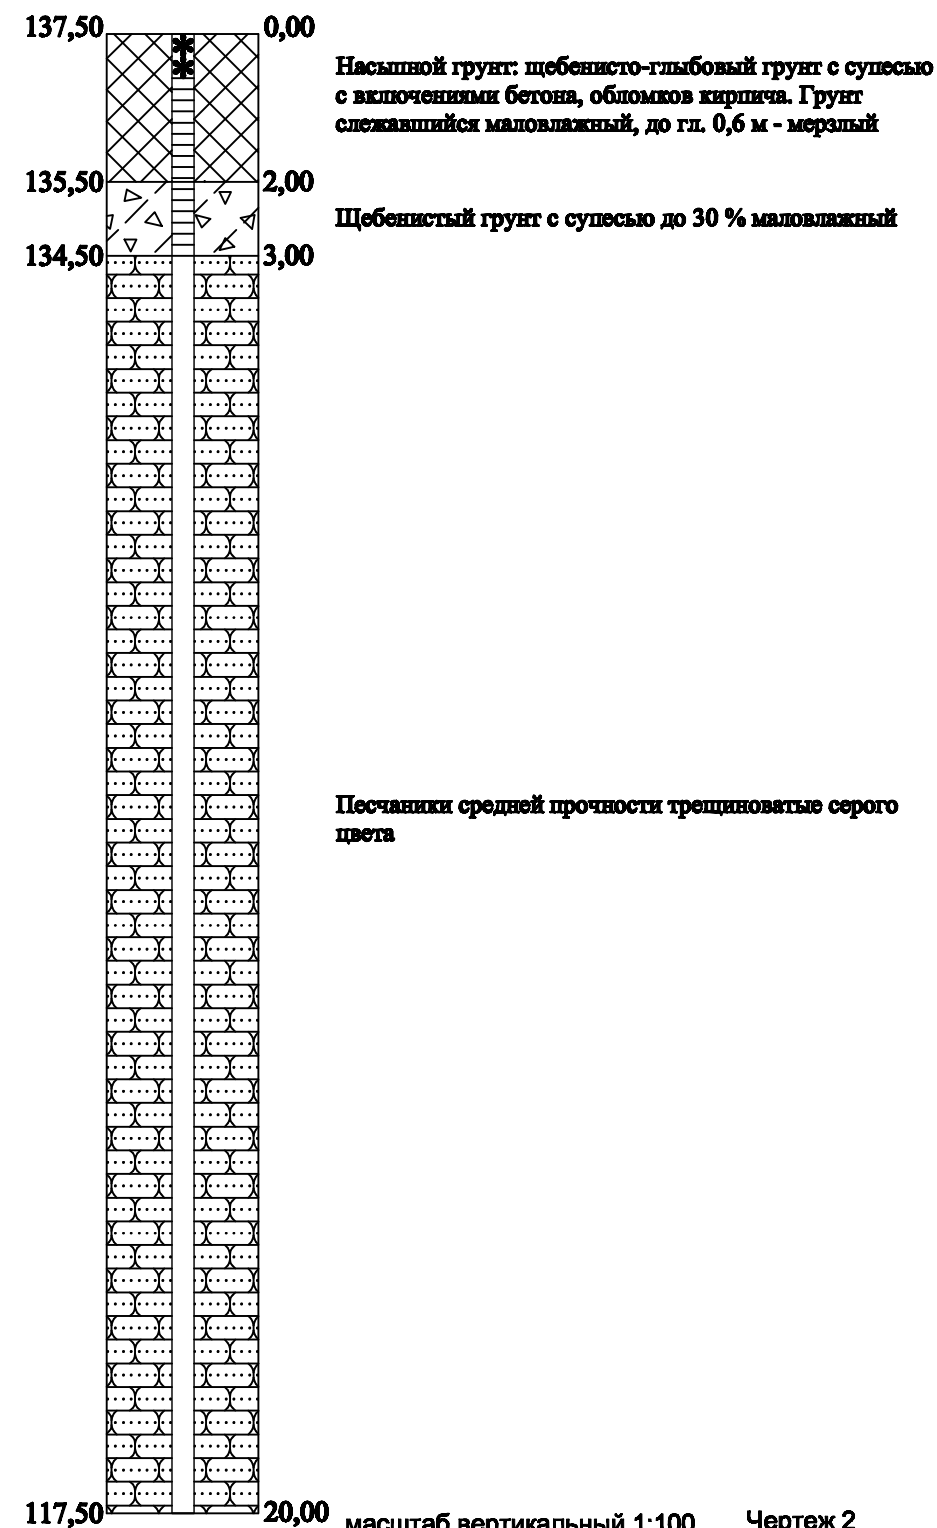 137,50 0,00
Насыпной грунт: щебенисто-глыбовый грунт с супесью
с включениями бетона, обломков кирпича. Грунт
слежавшийся маловлажный, до гл. 0,6 м - мерзлый
135,50 2,00
Щебенистый грунт с супесью до 30 % маловлажный
134,50 3,00
Песчаники средней прочности трещиноватые серого
цвета
117,50 20,00
масштаб вертикальный 1:100 Чертеж 2